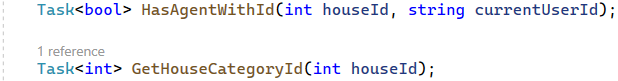 Task<bool> HasAgentWithId(int houseId, string currentUserId);
1 reference
Task<int> GetHouseCategoryId(int houseId);